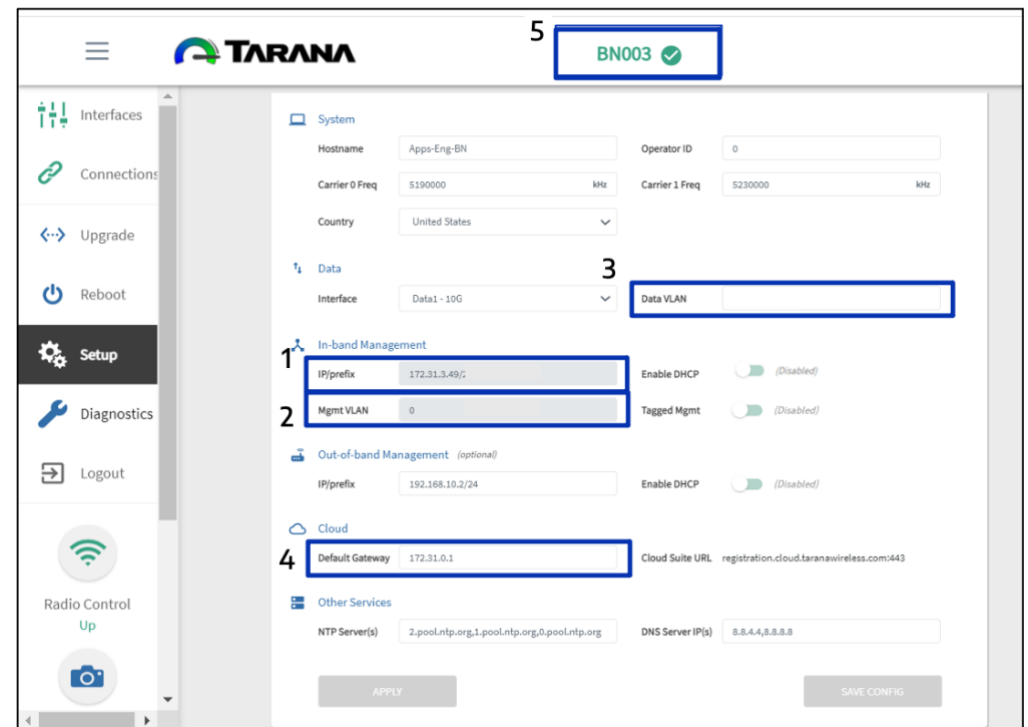 5
TARANA
BN003
Interfaces
Connections
Upgrade
Reboot
Setup
Diagnostics
Logout
Radio Control
Up
System
Hostname Apps-Eng-BN Operator ID 0
Carrier 0 Freq 5190000 kHz Carrier 1 Freq 5230000 kHz
Country United States
Data
3
Interface Data1 - 10G Data VLAN
In-band Management
1
IP/prefix 172.31.3.49/ Enable DHCP (Disabled)
2
Mgmt VLAN 0 Tagged Mgmt (Disabled)
Out-of-band Management (optional)
IP/prefix 192.168.10.2/24 Enable DHCP (Disabled)
Cloud
4
Default Gateway 172.31.0.1 Cloud Suite URL registration.cloud.taranawireless.com:443
Other Services
NTP Server(s) 2.pool.ntp.org,1.pool.ntp.org,0.pool.ntp.org DNS Server IP(s) 8.8.4.4,8.8.8.8
APPLY SAVE CONFIG